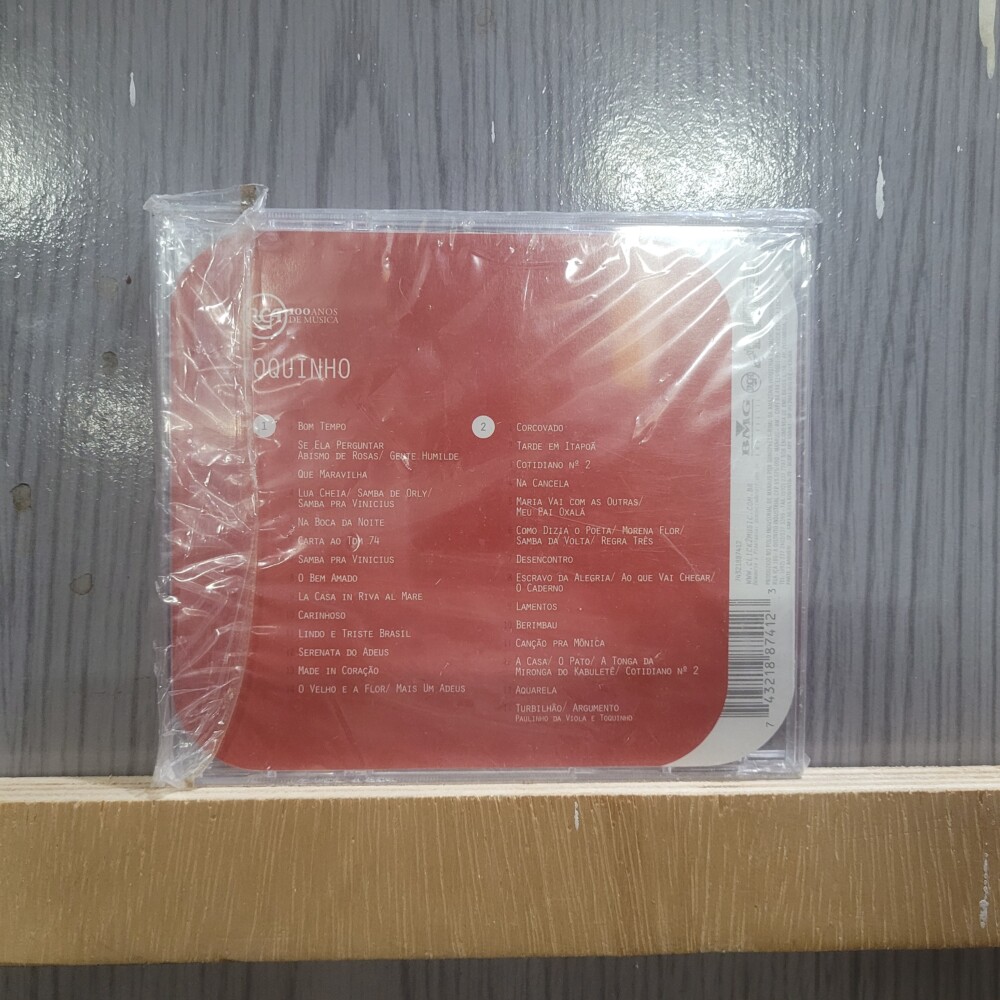 RCA 100 ANOS
DE MÚSICA
OQUINHO
1
BOM TEMPO
SE ELA PERGUNTAR
ABISMO DE ROSAS/ GENTE HUMILDE
QUE MARAVILHA
LUA CHEIA/ SAMBA DE ORLY/
SAMBA PRA VINICIUS
NA BOCA DA NOITE
CARTA AO TOM 74
SAMBA PRA VINICIUS
O BEM AMADO
LA CASA IN RIVA AL MARE
CARINHOSO
LINDO E TRISTE BRASIL
SERENATA DO ADEUS
MADE IN CORAÇÃO
O VELHO E A FLOR/ MAIS UM ADEUS
2
CORCOVADO
TARDE EM ITAPOÃ
COTIDIANO Nº 2
NA CANCELA
MARIA VAI COM AS OUTRAS/
MEU PAI OXALÁ
COMO DIZIA O POETA/ MORENA FLOR/
SAMBA DA VOLTA/ REGRA TRÊS
DESENCONTRO
ESCRAVO DA ALEGRIA/ AO QUE VAI CHEGAR/
O CADERNO
LAMENTOS
BERIMBAU
CANÇÃO PRA MÔNICA
A CASA/ O PATO/ A TONGA DA
MIRONGA DO KABULETÊ/ COTIDIANO Nº 2
AQUARELA
TURBILHÃO/ ARGUMENTO
PAULINHO DA VIOLA E TOQUINHO
BMG
74321887412
WWW.CLICKMUSIC.COM.BR
7 43218 87412 3